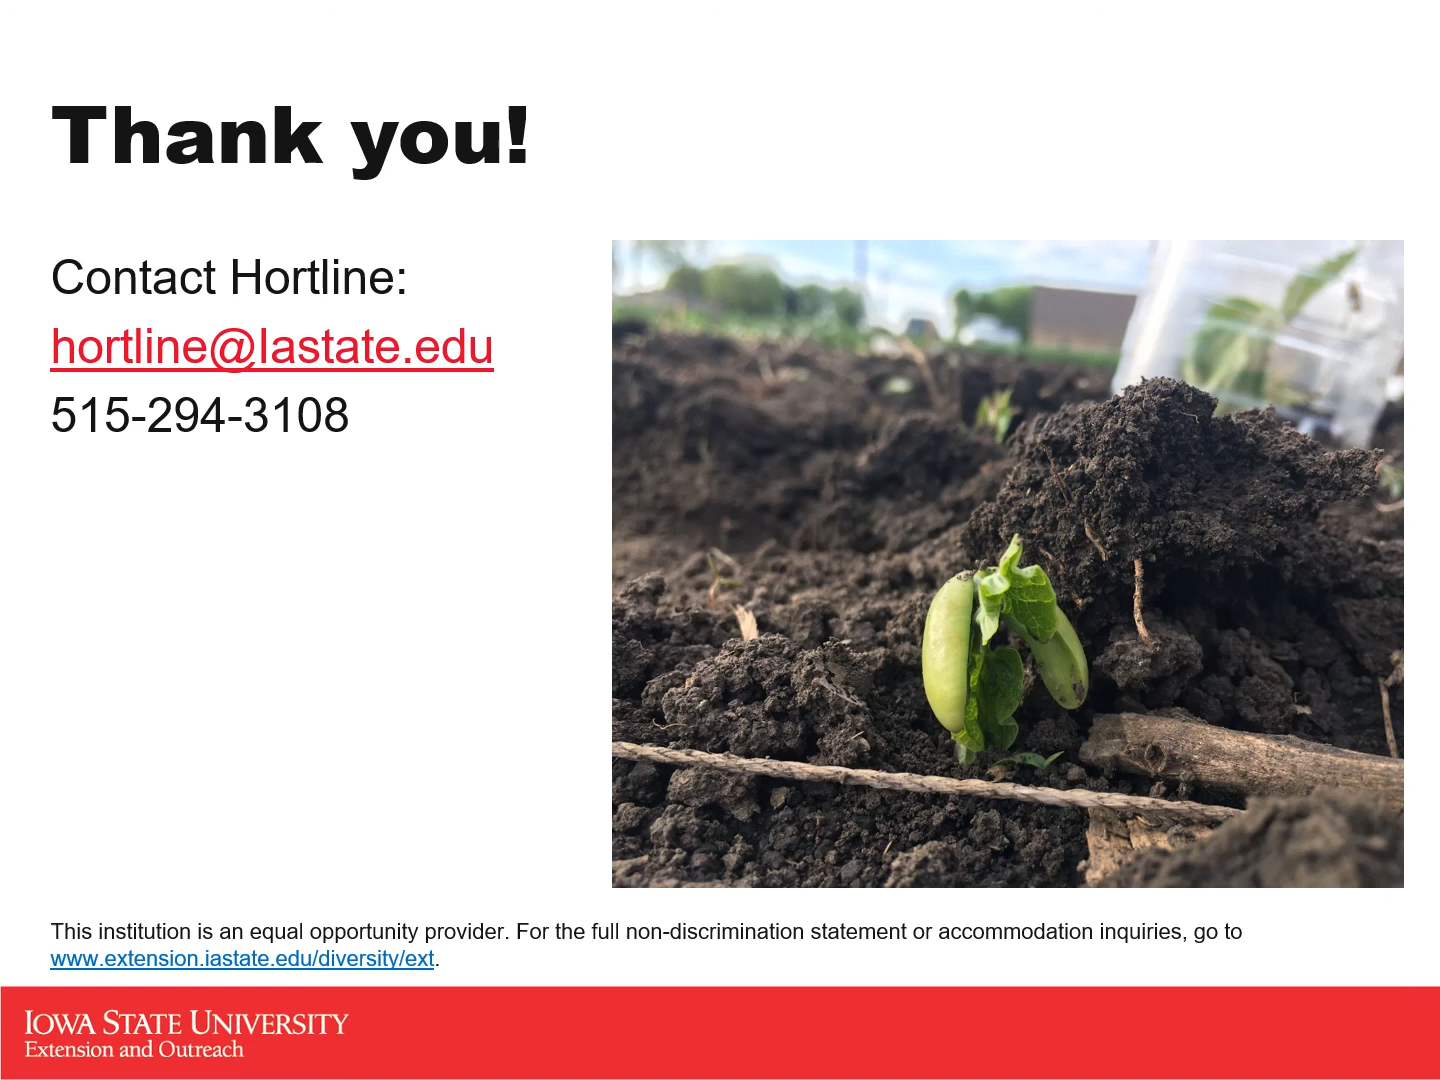 Thank you!
Contact Hortline:
hortline@lastate.edu
515-294-3108
This institution is an equal opportunity provider. For the full non-discrimination statement or accommodation inquiries, go to
www.extension.iastate.edu/diversity/ext.
IOWA STATE UNIVERSITY
Extension and Outreach